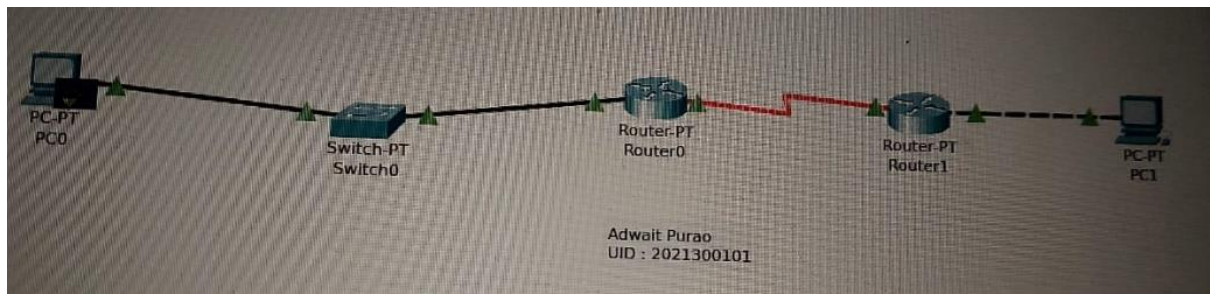 PC-PT
PC0
Switch-PT
Switch0
Router-PT
Router0
Router-PT
Router1
PC-PT
PC1
Adwait Purao
UID : 2021300101